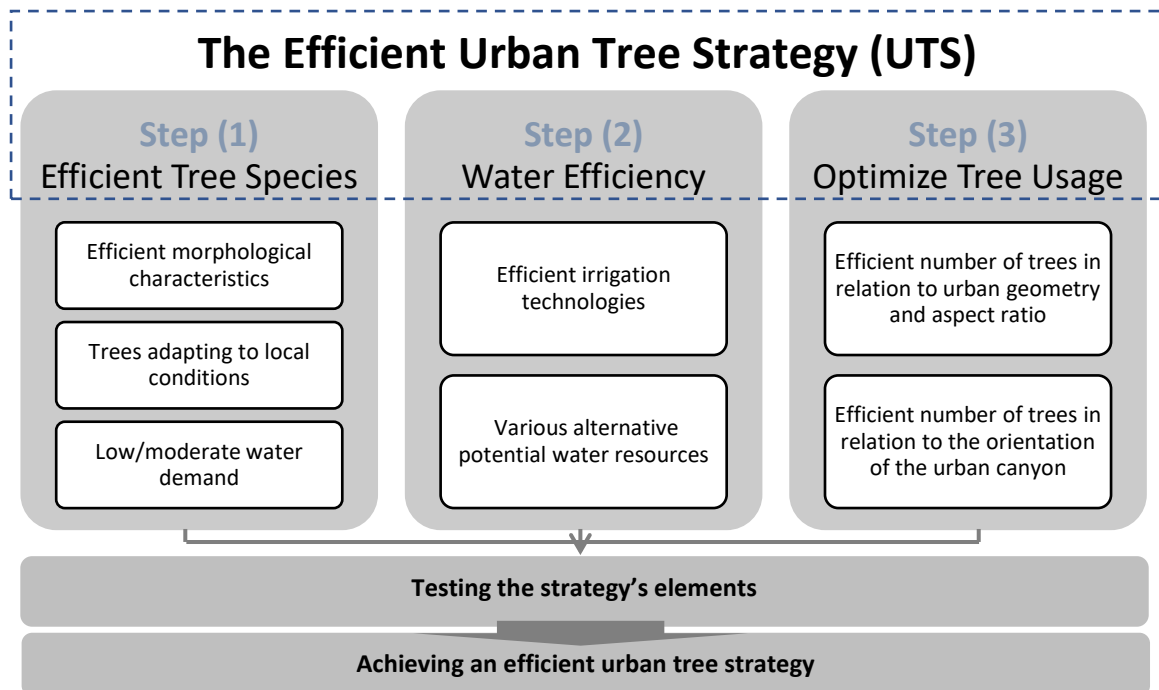 The Efficient Urban Tree Strategy (UTS)
Step (1)
Efficient Tree Species
Efficient morphological
characteristics
Trees adapting to local
conditions
Low/moderate water
demand
Step (2)
Water Efficiency
Efficient irrigation
technologies
Various alternative
potential water resources
Step (3)
Optimize Tree Usage
Efficient number of trees in
relation to urban geometry
and aspect ratio
Efficient number of trees in
relation to the orientation
of the urban canyon
Testing the strategy’s elements
Achieving an efficient urban tree strategy